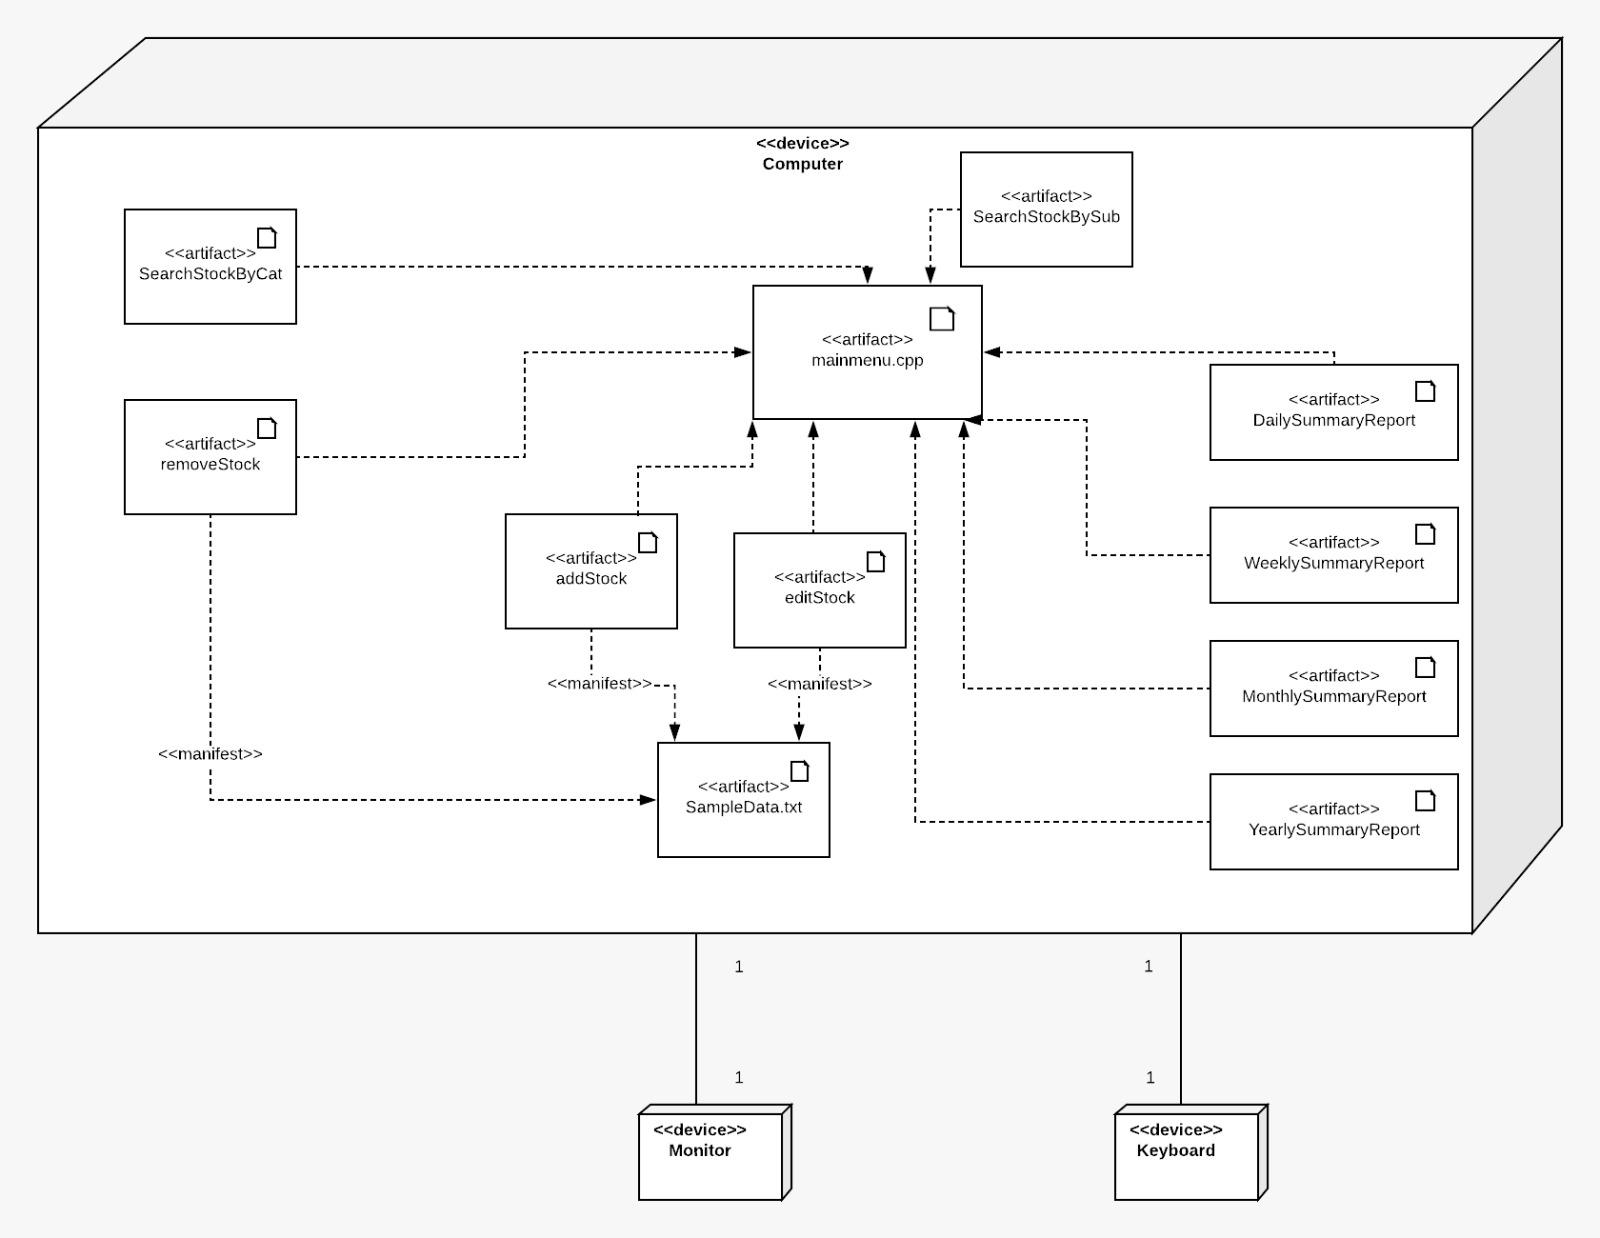 <<device>>
Computer
<<artifact>>
SearchStockBySub
<<artifact>>
SearchStockByCat
<<artifact>>
mainmenu.cpp
<<artifact>>
DailySummaryReport
<<artifact>>
removeStock
<<artifact>>
addStock
<<artifact>>
editStock
<<artifact>>
WeeklySummaryReport
<<manifest>>
<<manifest>>
<<artifact>>
MonthlySummaryReport
<<manifest>>
<<artifact>>
SampleData.txt
<<artifact>>
YearlySummaryReport
1
1
1
1
<<device>>
Monitor
<<device>>
Keyboard